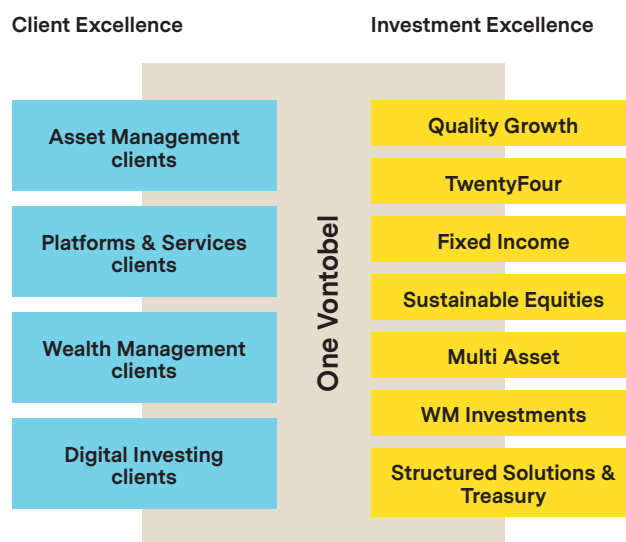 Client Excellence
Asset Management
clients
Platforms & Services
clients
Wealth Management
clients
Digital Investing
clients
One Vontobel
Investment Excellence
Quality Growth
TwentyFour
Fixed Income
Sustainable Equities
Multi Asset
WM Investments
Structured Solutions &
Treasury